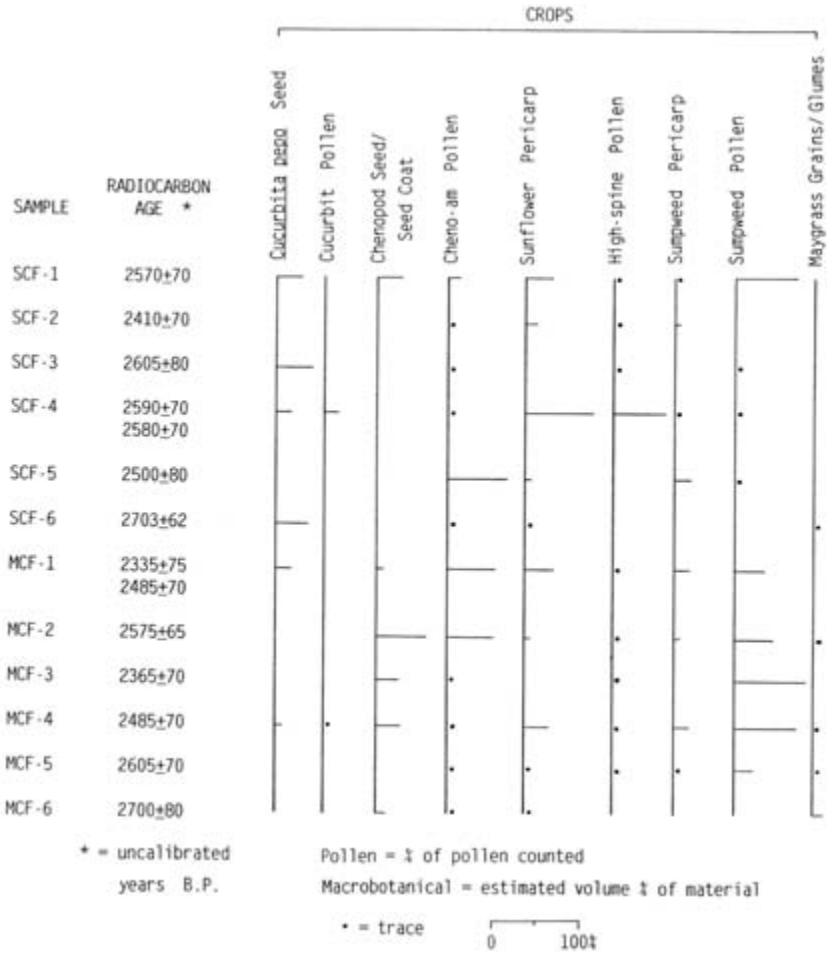 CROPS
Cucurbita pepo Seed
Cucurbit Pollen
Chenopod Seed/
Seed Coat
Cheno-am Pollen
Sunflower Pericarp
High-spine Pollen
Sumpweed Pericarp
Sumpweed Pollen
Maygrass Grains/Glumes
SAMPLE RADIOCARBON
AGE *
SCF-1 2570±70
SCF-2 2410±70
SCF-3 2605±80
SCF-4 2590±70
2580±70
SCF-5 2500±80
SCF-6 2703±62
MCF-1 2335±75
2485±70
MCF-2 2575±65
MCF-3 2365±70
MCF-4 2485±70
MCF-5 2605±70
MCF-6 2700±80
* = uncalibrated
years B.P.
Pollen = % of pollen counted
Macrobotanical = estimated volume % of material
• = trace
0 100%